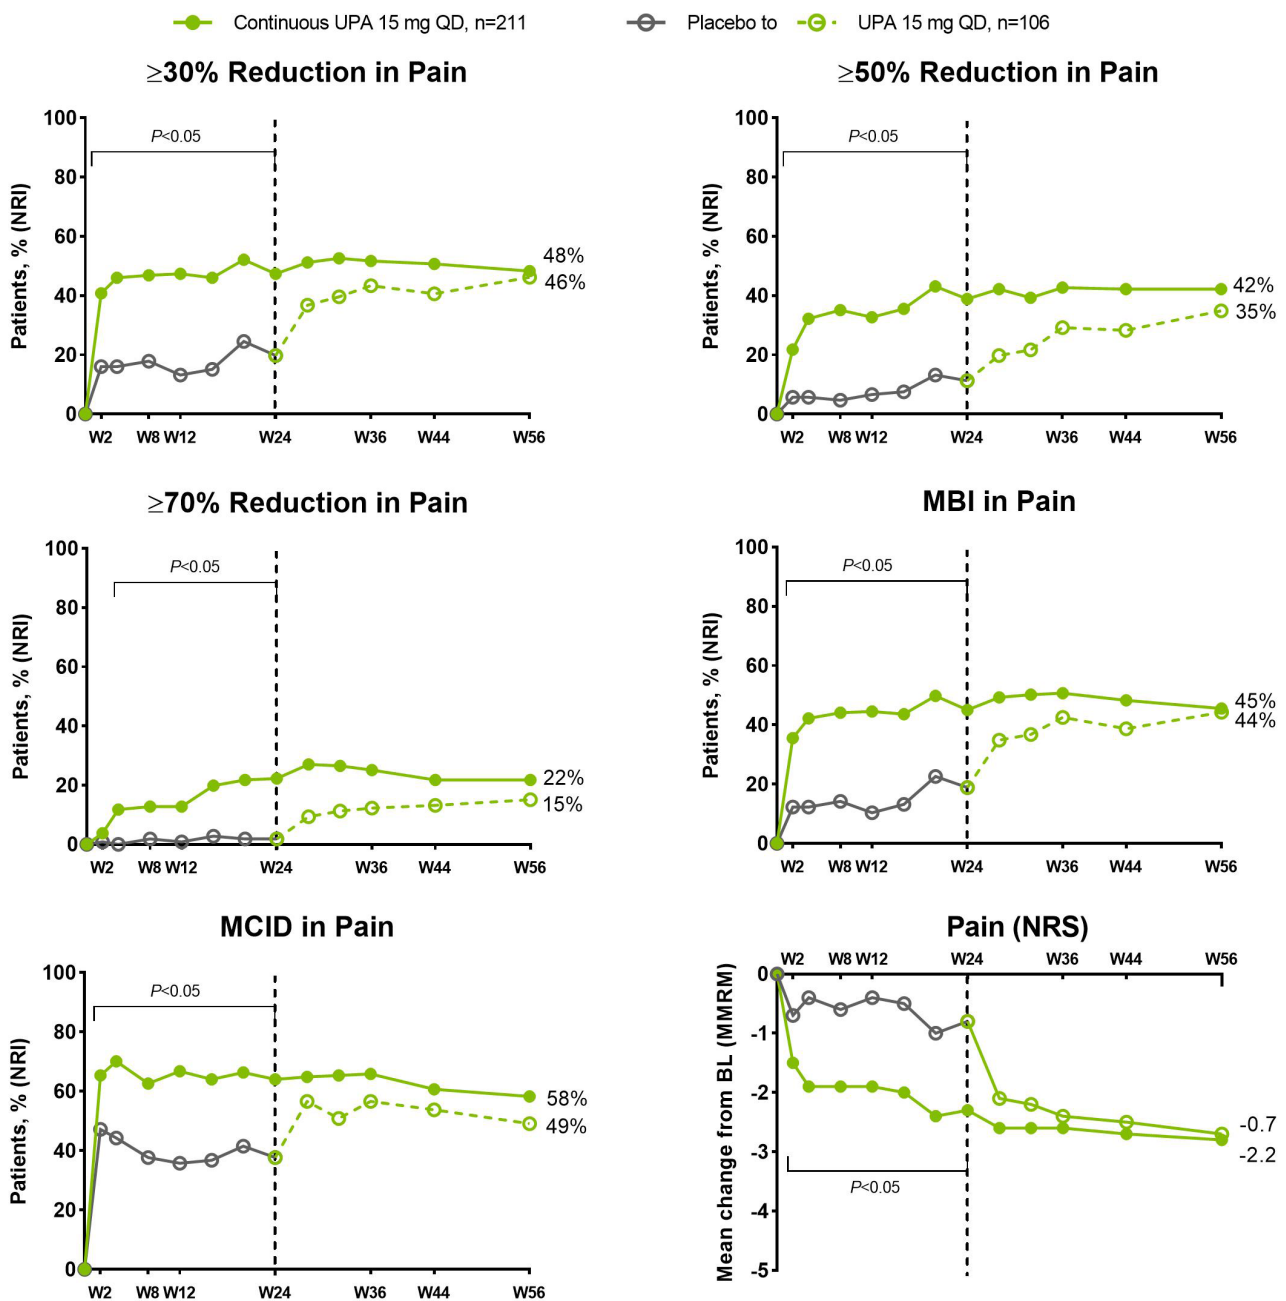 Continuous UPA 15 mg QD, n=211 Placebo to UPA 15 mg QD, n=106
≥30% Reduction in Pain
Patients, % (NRI)
100
80
60
40
20
0
P<0.05
48%
46%
W2 W8 W12 W24 W36 W44 W56
≥50% Reduction in Pain
Patients, % (NRI)
100
80
60
40
20
0
P<0.05
42%
35%
W2 W8 W12 W24 W36 W44 W56
≥70% Reduction in Pain
Patients, % (NRI)
100
80
60
40
20
0
P<0.05
22%
15%
W2 W8 W12 W24 W36 W44 W56
MBI in Pain
Patients, % (NRI)
100
80
60
40
20
0
P<0.05
45%
44%
W2 W8 W12 W24 W36 W44 W56
MCID in Pain
Patients, % (NRI)
100
80
60
40
20
0
P<0.05
58%
49%
W2 W8 W12 W24 W36 W44 W56
Pain (NRS)
W2 W8 W12 W24 W36 W44 W56
Mean change from BL (MMRM)
0
-1
-2
-3
-4
-5
-0.7
-2.2
P<0.05